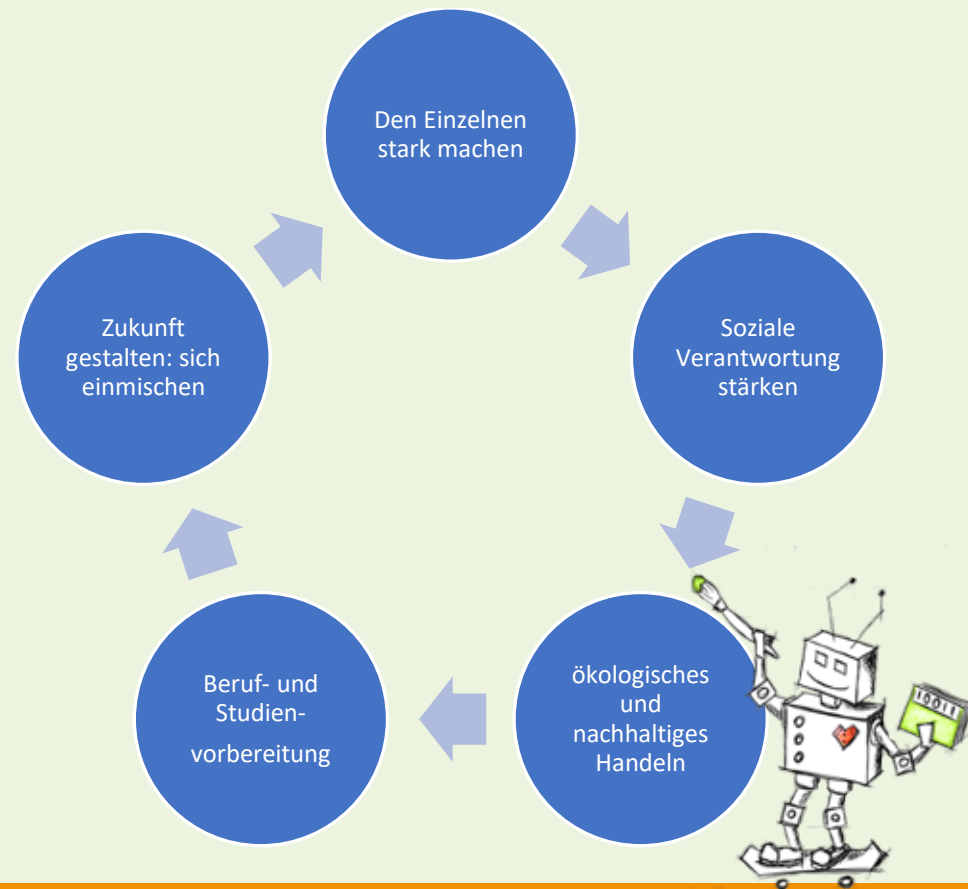 Den Einzelnen
stark machen
Soziale
Verantwortung
stärken
ökologisches
und
nachhaltiges
Handeln
Beruf- und
Studien-
vorbereitung
Zukunft
gestalten: sich
einmischen
10011